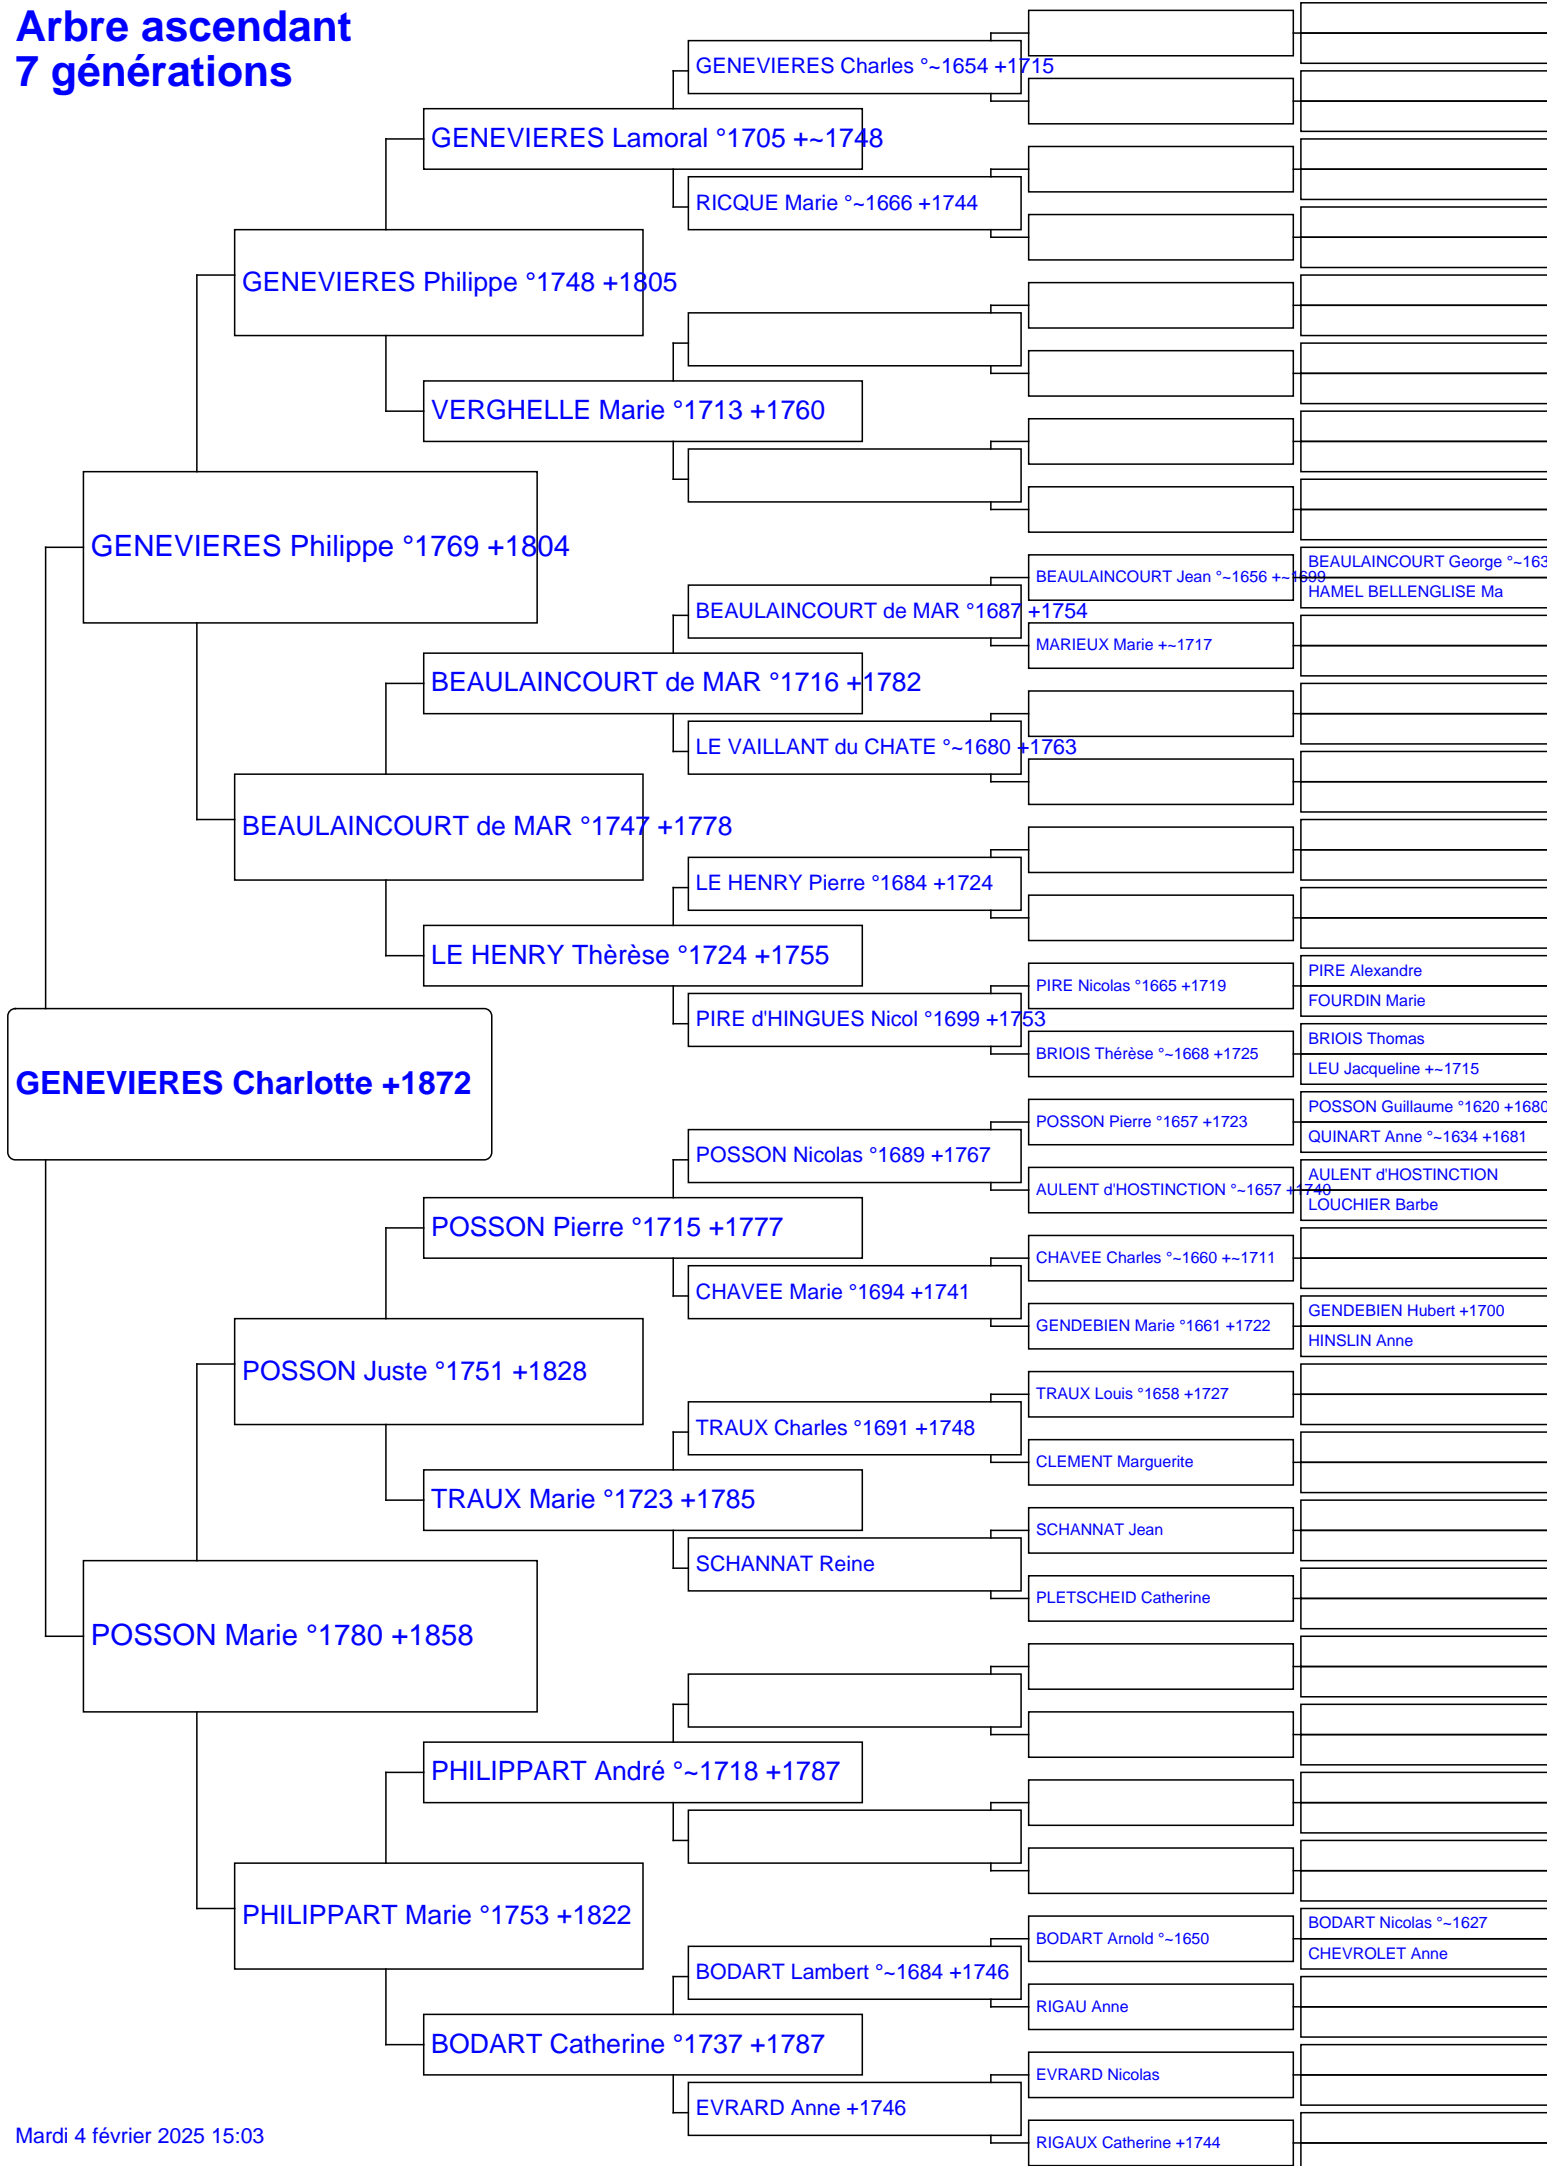 Arbre ascendant
7 générations
GENEVIERES Charles °~1654 +1715
GENEVIERES Lamoral °1705 +~1748
RICQUE Marie °~1666 +1744
GENEVIERES Philippe °1748 +1805
VERGHELLE Marie °1713 +1760
GENEVIERES Philippe °1769 +1804
BEAULAINCOURT George °~163
BEAULAINCOURT Jean °~1656 +~1699
HAMEL BELLENGLISE Ma
BEAULAINCOURT de MAR °1687 +1754
MARIEUX Marie +~1717
BEAULAINCOURT de MAR °1716 +1782
LE VAILLANT du CHATE °~1680 +1763
BEAULAINCOURT de MAR °1747 +1778
LE HENRY Pierre °1684 +1724
LE HENRY Thèrèse °1724 +1755
PIRE Alexandre
PIRE Nicolas °1665 +1719
FOURDIN Marie
PIRE d'HINGUES Nicol °1699 +1753
BRIOIS Thomas
BRIOIS Thérèse °~1668 +1725
LEU Jacqueline +~1715
GENEVIERES Charlotte +1872
POSSON Guillaume °1620 +1680
POSSON Pierre °1657 +1723
QUINART Anne °~1634 +1681
POSSON Nicolas °1689 +1767
AULENT d'HOSTINCTION
AULENT d'HOSTINCTION °~1657 +1740
LOUCHIER Barbe
POSSON Pierre °1715 +1777
CHAVEE Charles °~1660 +~1711
CHAVEE Marie °1694 +1741
GENDEBIEN Hubert +1700
GENDEBIEN Marie °1661 +1722
HINSLIN Anne
POSSON Juste °1751 +1828
TRAUX Louis °1658 +1727
TRAUX Charles °1691 +1748
CLEMENT Marguerite
TRAUX Marie °1723 +1785
SCHANNAT Jean
SCHANNAT Reine
PLETSCHEID Catherine
POSSON Marie °1780 +1858
PHILIPPART André °~1718 +1787
PHILIPPART Marie °1753 +1822
BODART Nicolas °~1627
BODART Arnold °~1650
CHEVROLET Anne
BODART Lambert °~1684 +1746
RIGAU Anne
BODART Catherine °1737 +1787
EVRARD Nicolas
EVRARD Anne +1746
RIGAUX Catherine +1744
Mardi 4 février 2025 15:03